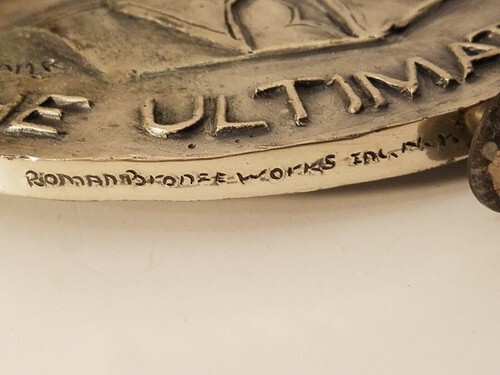 ULTIMA
ROMAN BRONZE WORKS INC. N.Y.